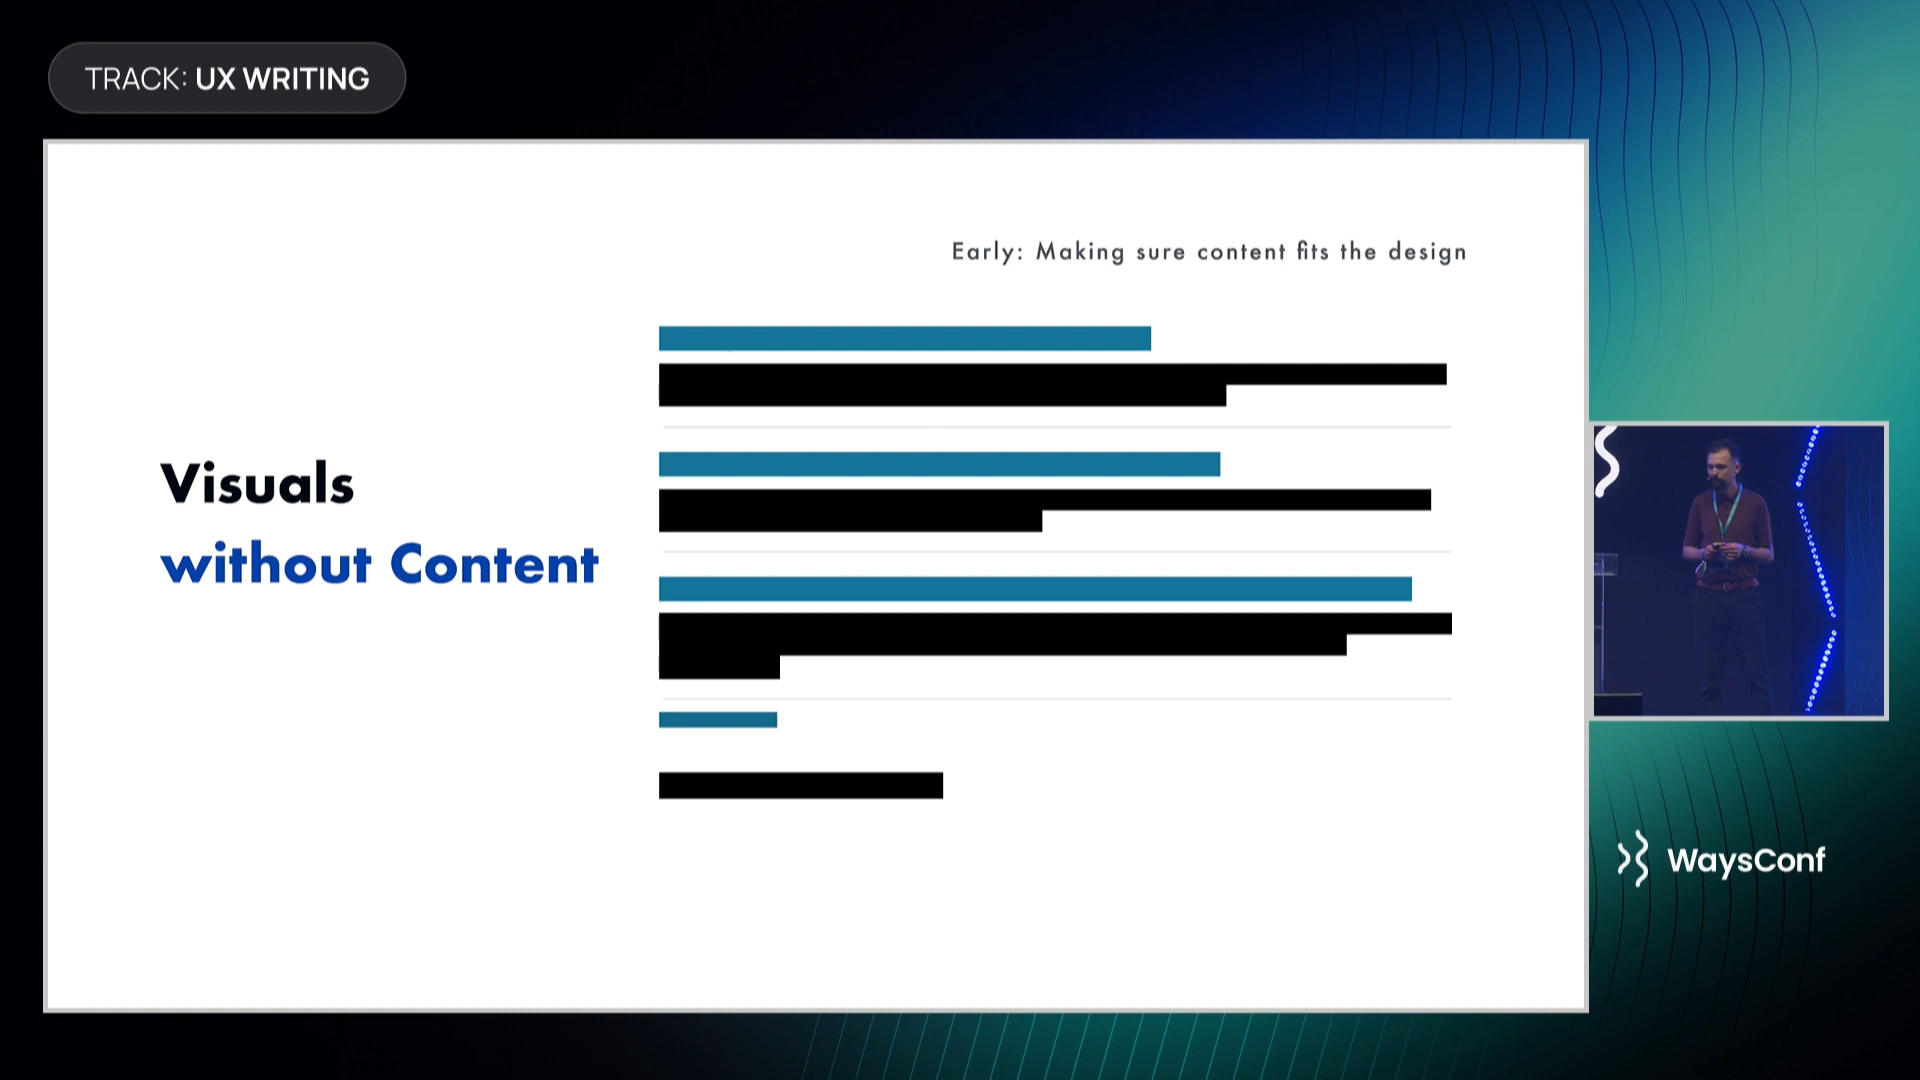 TRACK: UX WRITING
Early: Making sure content fits the design
Visuals
without Content
WaysConf